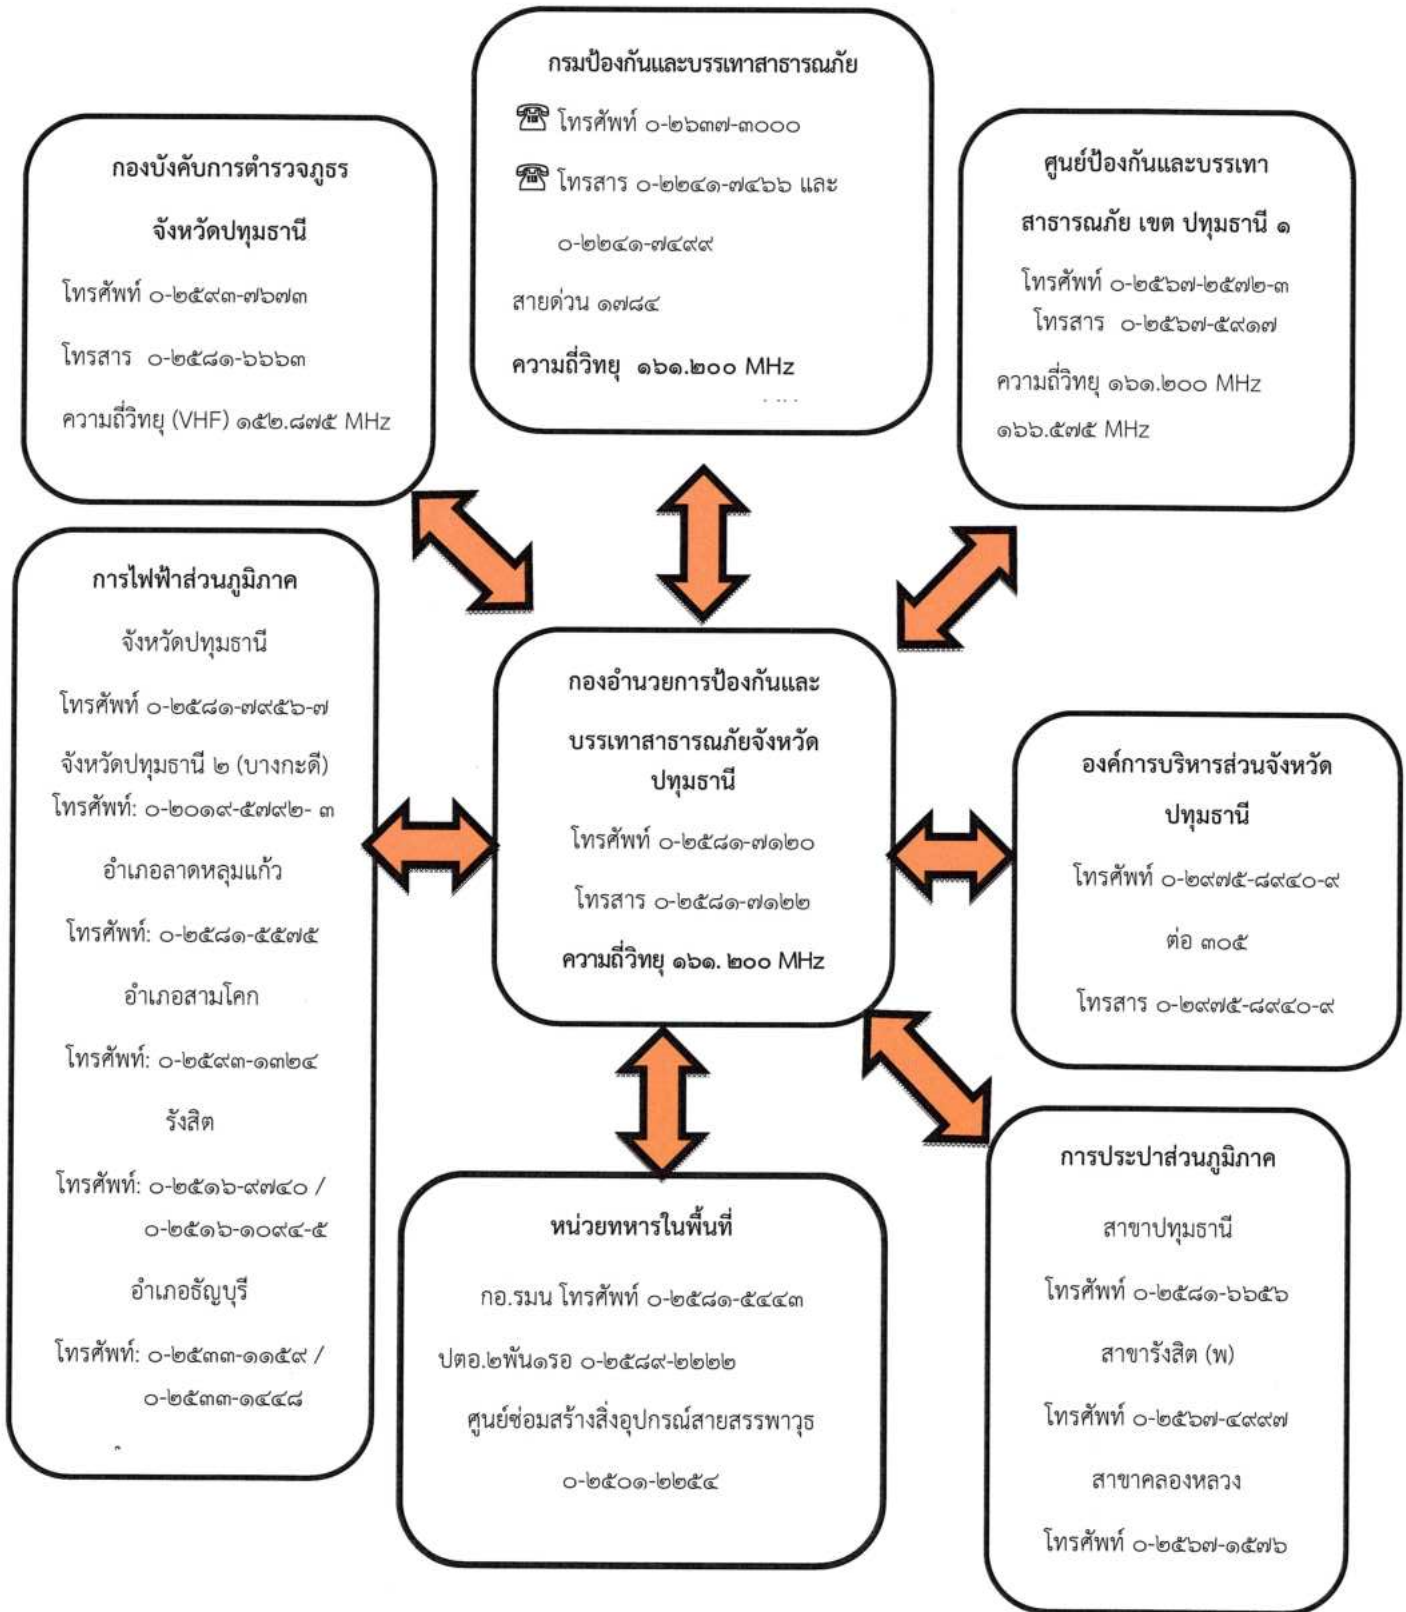 กรมป้องกันและบรรเทาสาธารณภัย
โทรศัพท์ ๐-๒๖๓๗-๓๐๐๐
โทรสาร ๐-๒๒๔๑-๗๔๖๖ และ
๐-๒๒๔๑-๗๔๙๙
สายด่วน ๑๗๘๔
ความถี่วิทยุ ๑๖๑.๒๐๐ MHz
กองบังคับการตำรวจภูธร
จังหวัดปทุมธานี
โทรศัพท์ ๐-๒๕๙๓-๗๖๗๓
โทรสาร ๐-๒๕๘๑-๖๖๖๓
ความถี่วิทยุ (VHF) ๑๕๒.๘๗๕ MHz
ศูนย์ป้องกันและบรรเทา
สาธารณภัย เขต ปทุมธานี ๑
โทรศัพท์ ๐-๒๕๖๗-๒๕๗๒-๓
โทรสาร ๐-๒๕๖๗-๕๙๑๗
ความถี่วิทยุ ๑๖๑.๒๐๐ MHz
๑๖๖.๕๗๕ MHz
การไฟฟ้าส่วนภูมิภาค
จังหวัดปทุมธานี
โทรศัพท์ ๐-๒๕๘๑-๗๙๕๖-๗
จังหวัดปทุมธานี ๒ (บางกะดี)
โทรศัพท์: ๐-๒๐๑๙-๕๗๙๒- ๓
อำเภอลาดหลุมแก้ว
โทรศัพท์: ๐-๒๕๘๑-๕๕๗๕
อำเภอสามโคก
โทรศัพท์: ๐-๒๕๙๓-๑๓๒๔
รังสิต
โทรศัพท์: ๐-๒๕๑๖-๙๗๔๐ /
๐-๒๕๑๖-๑๐๙๔-๕
อำเภอธัญบุรี
โทรศัพท์: ๐-๒๕๓๓-๑๑๕๙ /
๐-๒๕๓๓-๑๔๔๘
กองอำนวยการป้องกันและ
บรรเทาสาธารณภัยจังหวัด
ปทุมธานี
โทรศัพท์ ๐-๒๕๘๑-๗๑๒๐
โทรสาร ๐-๒๕๘๑-๗๑๒๒
ความถี่วิทยุ ๑๖๑. ๒๐๐ MHz
องค์การบริหารส่วนจังหวัด
ปทุมธานี
โทรศัพท์ ๐-๒๙๗๕-๘๙๔๐-๙
ต่อ ๓๐๕
โทรสาร ๐-๒๙๗๕-๘๙๔๐-๙
หน่วยทหารในพื้นที่
กอ.รมน โทรศัพท์ ๐-๒๕๘๑-๕๔๔๓
ปตอ.๒พัน๑รอ ๐-๒๕๘๙-๒๒๒๒
ศูนย์ซ่อมสร้างสิ่งอุปกรณ์สายสรรพาวุธ
๐-๒๕๐๑-๒๒๕๔
การประปาส่วนภูมิภาค
สาขาปทุมธานี
โทรศัพท์ ๐-๒๕๘๑-๖๖๕๖
สาขารังสิต (พ)
โทรศัพท์ ๐-๒๕๖๗-๔๙๙๗
สาขาคลองหลวง
โทรศัพท์ ๐-๒๕๖๗-๑๕๗๖